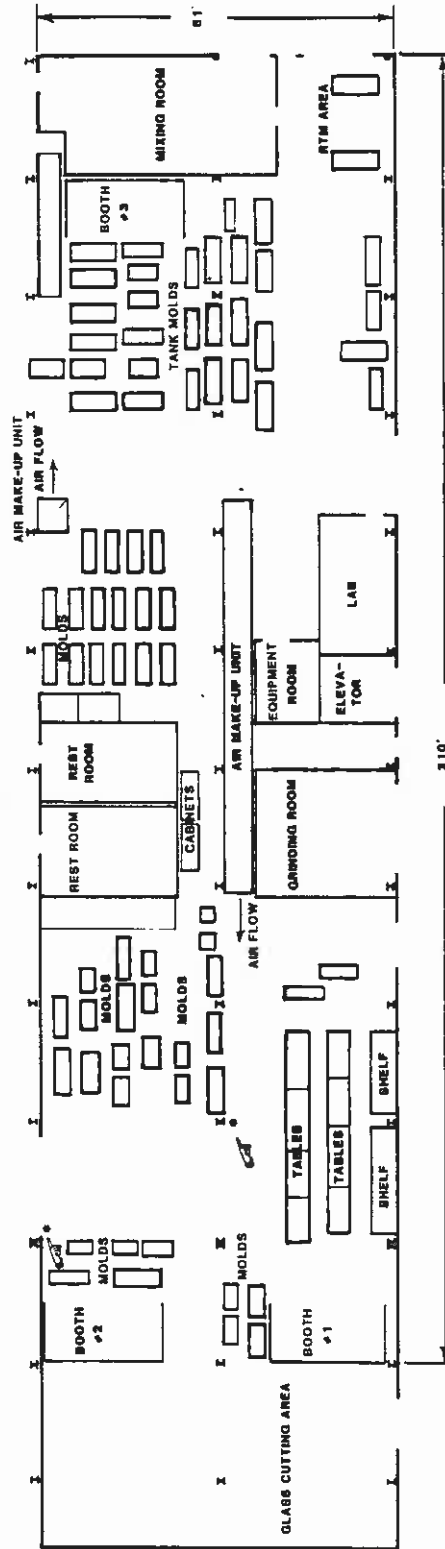 AIR MAKE-UP UNIT
AIR FLOW
61'
BOOTH
#2
MOLDS
*
MOLDS
MOLDS
REST ROOM
REST
ROOM
CABINETS
MOLDS
TANK MOLDS
BOOTH
#3
MIXING ROOM
GLASS CUTTING AREA
MOLDS
*
AIR FLOW
AIR MAKE-UP UNIT
BOOTH
#1
TABLES
TABLES
SHELF
SHELF
GRINDING ROOM
EQUIPMENT
ROOM
ELEVA-
TOR
LAB
RTM AREA